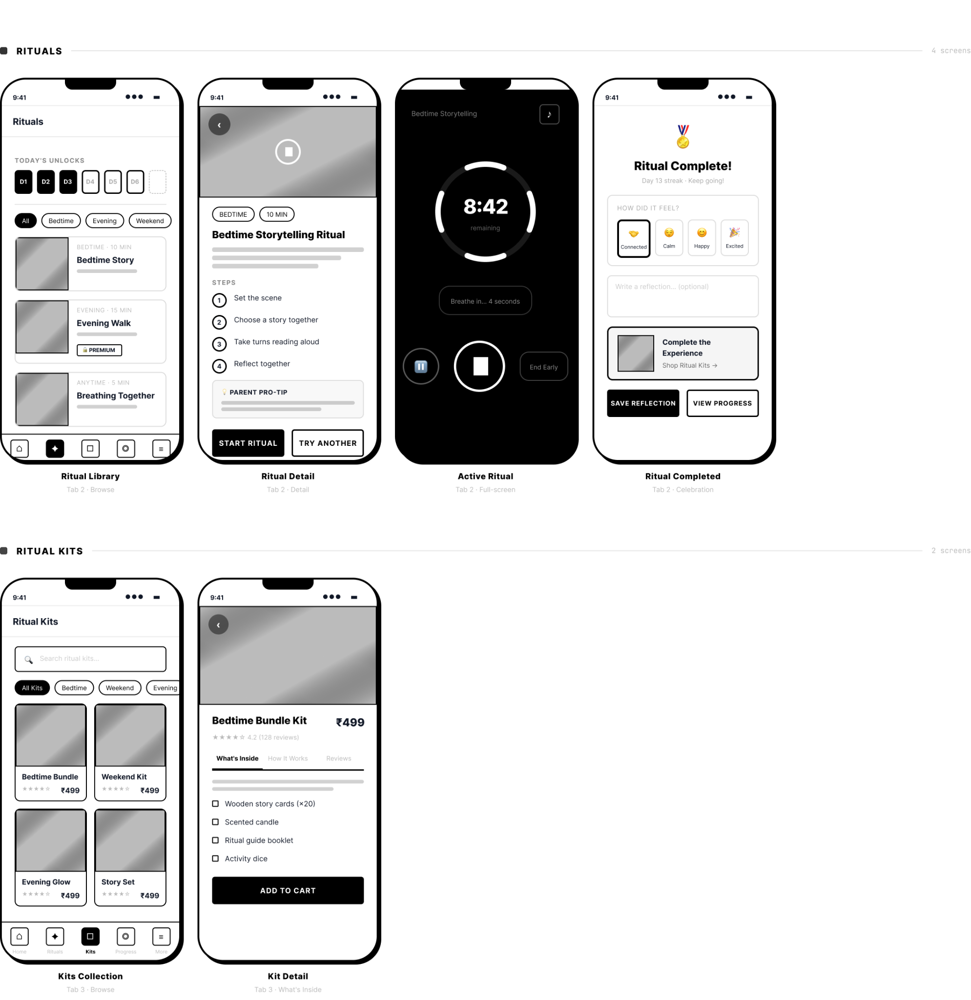 RITUALS
4 screens
9:41
Rituals
TODAY'S UNLOCKS
D1 D2 D3 D4 D5 D6
All Bedtime Evening Weekend
BEDTIME · 10 MIN
Bedtime Story
EVENING · 15 MIN
Evening Walk
🔒 PREMIUM
ANYTIME · 5 MIN
Breathing Together
Ritual Library
Tab 2 · Browse
9:41
BEDTIME 10 MIN
Bedtime Storytelling Ritual
STEPS
1 Set the scene
2 Choose a story together
3 Take turns reading aloud
4 Reflect together
💡 PARENT PRO-TIP
START RITUAL TRY ANOTHER
Ritual Detail
Tab 2 · Detail
Bedtime Storytelling
8:42
remaining
Breathe in... 4 seconds
End Early
Active Ritual
Tab 2 · Full-screen
9:41
Ritual Complete!
Day 13 streak · Keep going!
HOW DID IT FEEL?
Connected Calm Happy Excited
Write a reflection... (optional)
Complete the
Experience
Shop Ritual Kits →
SAVE REFLECTION VIEW PROGRESS
Ritual Completed
Tab 2 · Celebration
RITUAL KITS
2 screens
9:41
Ritual Kits
Search ritual kits...
All Kits Bedtime Weekend Evening
Bedtime Bundle
★★★★☆ ₹499
Weekend Kit
★★★★☆ ₹499
Evening Glow
★★★★☆ ₹499
Story Set
★★★★☆ ₹499
Home Rituals Kits Progress More
Kits Collection
Tab 3 · Browse
9:41
Bedtime Bundle Kit ₹499
★★★★☆ 4.2 (128 reviews)
What's Inside How It Works Reviews
Wooden story cards (×20)
Scented candle
Ritual guide booklet
Activity dice
ADD TO CART
Kit Detail
Tab 3 · What's Inside